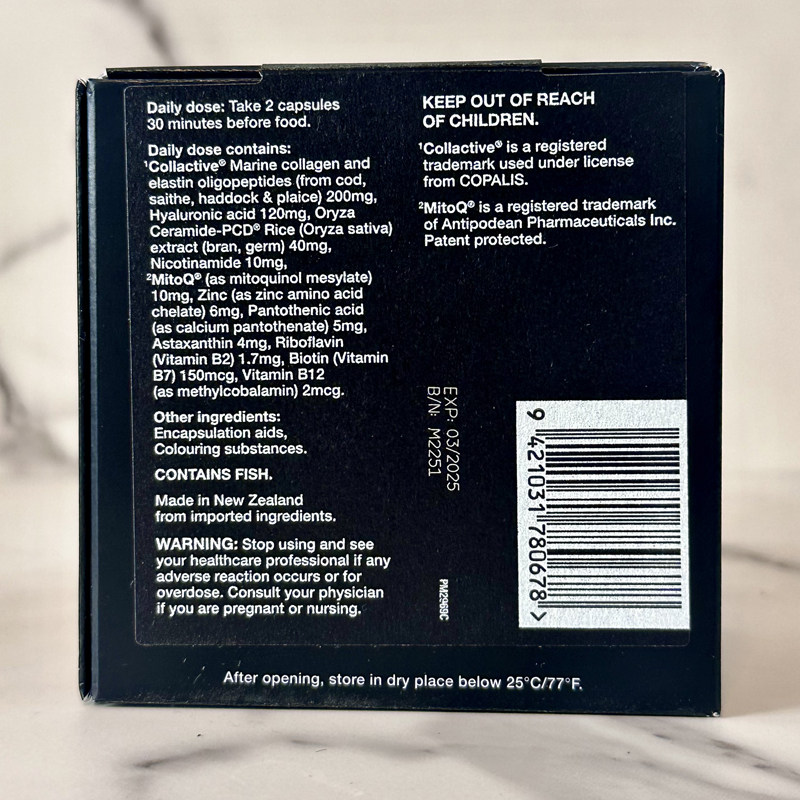 Daily dose: Take 2 capsules
30 minutes before food.
Daily dose contains:
¹Collactive® Marine collagen and
elastin oligopeptides (from cod,
saithe, haddock & plaice) 200mg,
Hyaluronic acid 120mg, Oryza
Ceramide-PCD® Rice (Oryza sativa)
extract (bran, germ) 40mg,
Nicotinamide 10mg,
²MitoQ® (as mitoquinol mesylate)
10mg, Zinc (as zinc amino acid
chelate) 6mg, Pantothenic acid
(as calcium pantothenate) 5mg,
Astaxanthin 4mg, Riboflavin
(Vitamin B2) 1.7mg, Biotin (Vitamin
B7) 150mcg, Vitamin B12
(as methylcobalamin) 2mcg.
Other ingredients:
Encapsulation aids,
Colouring substances.
CONTAINS FISH.
Made in New Zealand
from imported ingredients.
WARNING: Stop using and see
your healthcare professional if any
adverse reaction occurs or for
overdose. Consult your physician
if you are pregnant or nursing.
KEEP OUT OF REACH
OF CHILDREN.
¹Collactive® is a registered
trademark used under license
from COPALIS.
²MitoQ® is a registered trademark
of Antipodean Pharmaceuticals Inc.
Patent protected.
EXP: 03/2025
B/N: M2251
PM2969C
9 421031 780678 >
After opening, store in dry place below 25°C/77°F.